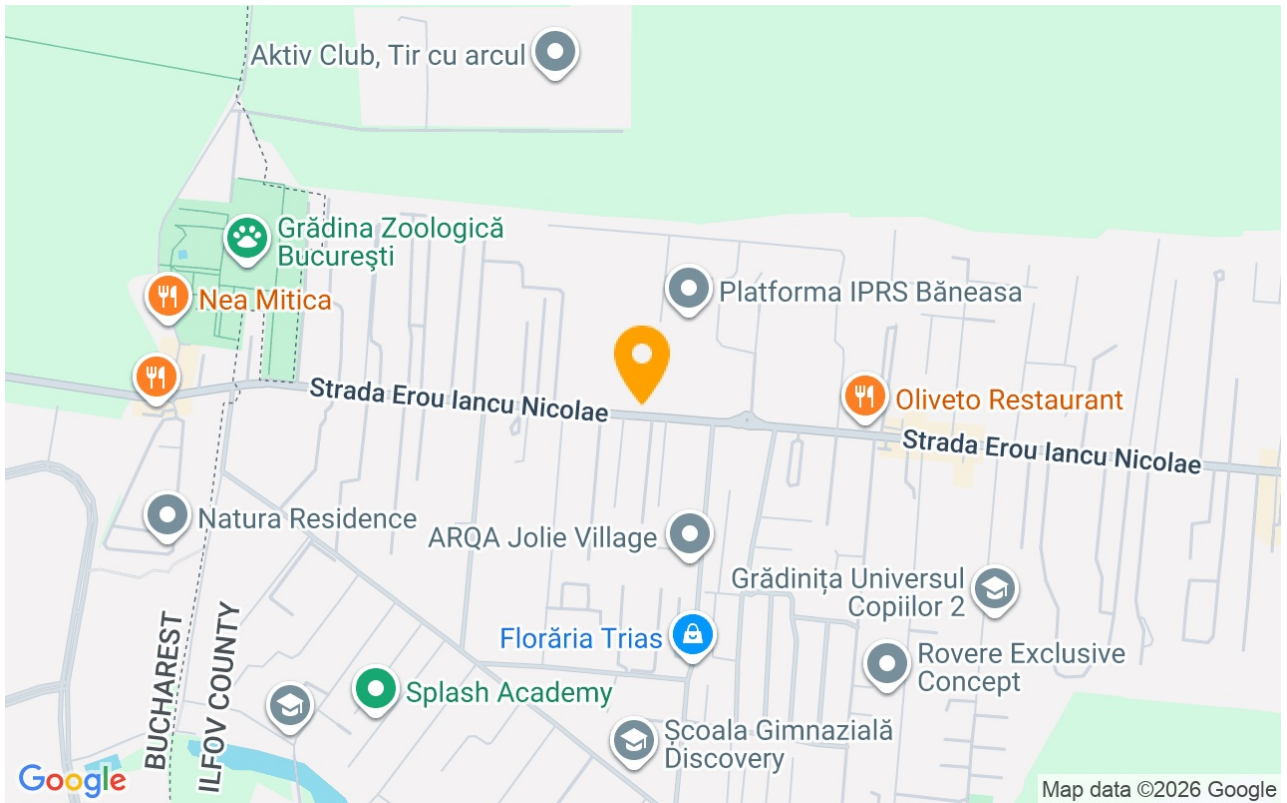 Aktiv Club, Tir cu arcul
Grădina Zoologică
București
Nea Mitica
Platforma IPRS Băneasa
Strada Erou Iancu Nicolae
Oliveto Restaurant
Strada Erou Iancu Nicolae
Natura Residence
ARQA Jolie Village
Grădinița Universul
Copiilor 2
BUCHAREST
ILFOV COUNTY
Florăria Trias
Rovere Exclusive
Concept
Splash Academy
Școala Gimnazială
Discovery
Google
Map data ©2026 Google